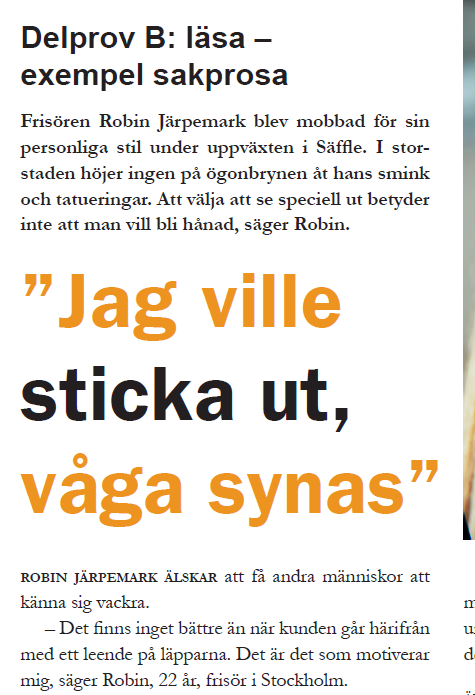 Delprov B: läsa –
exempel sakprosa
Frisören Robin Järpemark blev mobbad för sin
personliga stil under uppväxten i Säffle. I stor-
staden höjer ingen på ögonbrynen åt hans smink
och tatueringar. Att välja att se speciell ut betyder
inte att man vill bli hånad, säger Robin.
”Jag ville
sticka ut,
våga synas”
ROBIN JÄRPEMARK ÄLSKAR att få andra människor att
känna sig vackra.
– Det finns inget bättre än när kunden går härifrån
med ett leende på läpparna. Det är det som motiverar
mig, säger Robin, 22 år, frisör i Stockholm.